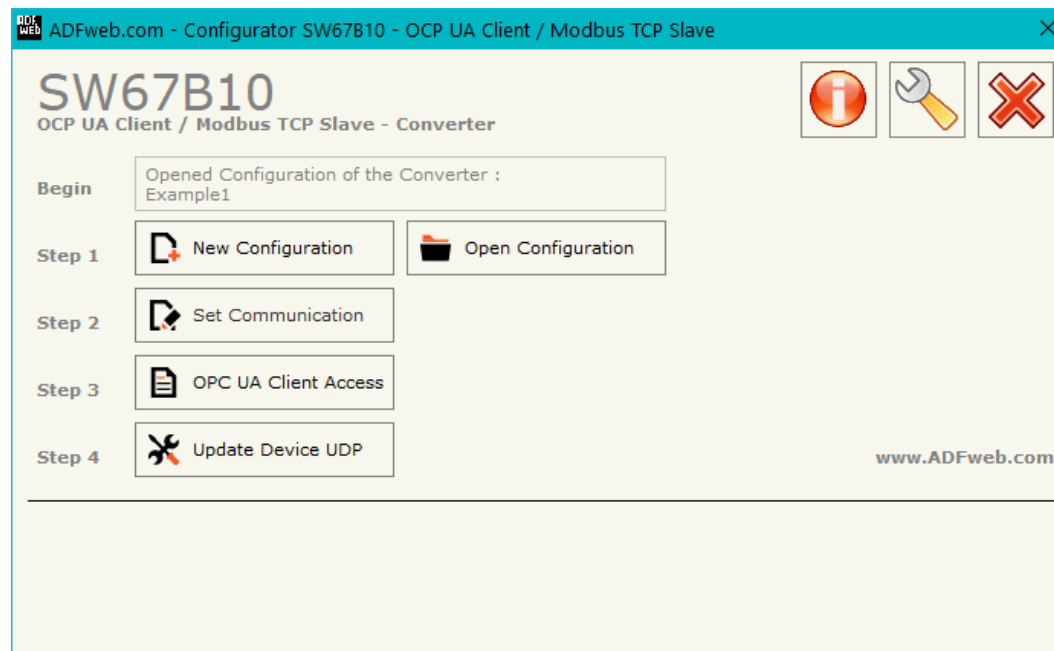 ADF
WEB
ADFweb.com - Configurator SW67B10 - OCP UA Client / Modbus TCP Slave
SW67B10
OCP UA Client / Modbus TCP Slave - Converter
Begin
Opened Configuration of the Converter :
Example1
Step 1
New Configuration
Open Configuration
Step 2
Set Communication
Step 3
OPC UA Client Access
Step 4
Update Device UDP
www.ADFweb.com